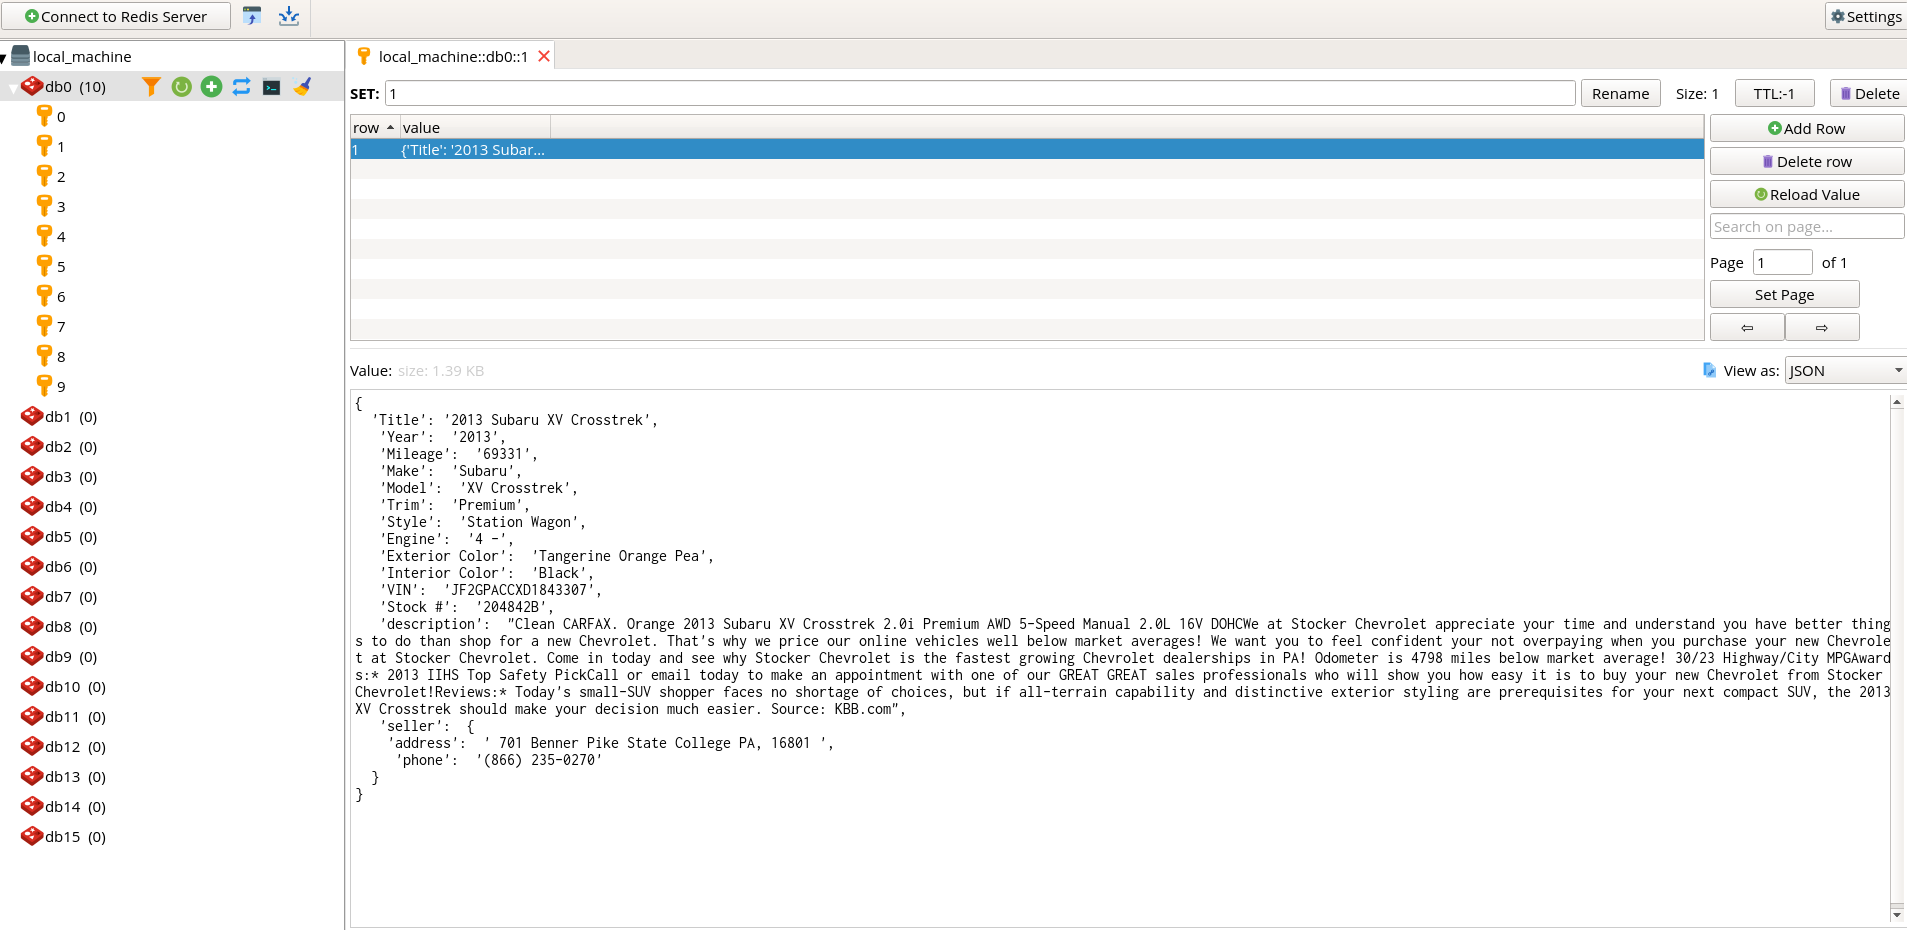 Connect to Redis Server
Settings
local_machine
db0 (10)
0
1
2
3
4
5
6
7
8
9
db1 (0)
db2 (0)
db3 (0)
db4 (0)
db5 (0)
db6 (0)
db7 (0)
db8 (0)
db9 (0)
db10 (0)
db11 (0)
db12 (0)
db13 (0)
db14 (0)
db15 (0)
local_machine::db0::1
SET: 1 Rename Size: 1 TTL:-1 Delete
row value
1 {'Title': '2013 Subar...
Add Row
Delete row
Reload Value
Search on page...
Page 1 of 1
Set Page
⇦ ⇨
Value: size: 1.39 KB View as: JSON
{
'Title': '2013 Subaru XV Crosstrek',
'Year': '2013',
'Mileage': '69331',
'Make': 'Subaru',
'Model': 'XV Crosstrek',
'Trim': 'Premium',
'Style': 'Station Wagon',
'Engine': '4 -',
'Exterior Color': 'Tangerine Orange Pea',
'Interior Color': 'Black',
'VIN': 'JF2GPACCXD1843307',
'Stock #': '204842B',
'description': "Clean CARFAX. Orange 2013 Subaru XV Crosstrek 2.0i Premium AWD 5-Speed Manual 2.0L 16V DOHCWe at Stocker Chevrolet appreciate your time and understand you have better thing
s to do than shop for a new Chevrolet. That's why we price our online vehicles well below market averages! We want you to feel confident your not overpaying when you purchase your new Chevrole
t at Stocker Chevrolet. Come in today and see why Stocker Chevrolet is the fastest growing Chevrolet dealerships in PA! Odometer is 4798 miles below market average! 30/23 Highway/City MPGAward
s:* 2013 IIHS Top Safety PickCall or email today to make an appointment with one of our GREAT GREAT sales professionals who will show you how easy it is to buy your new Chevrolet from Stocker
Chevrolet!Reviews:* Today's small-SUV shopper faces no shortage of choices, but if all-terrain capability and distinctive exterior styling are prerequisites for your next compact SUV, the 2013
XV Crosstrek should make your decision much easier. Source: KBB.com",
'seller': {
'address': ' 701 Benner Pike State College PA, 16801 ',
'phone': '(866) 235-0270'
}
}